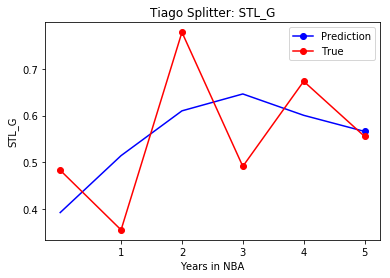 Tiago Splitter: STL_G
Prediction
True
0.7
0.6
0.5
0.4
STL_G
1 2 3 4 5
Years in NBA